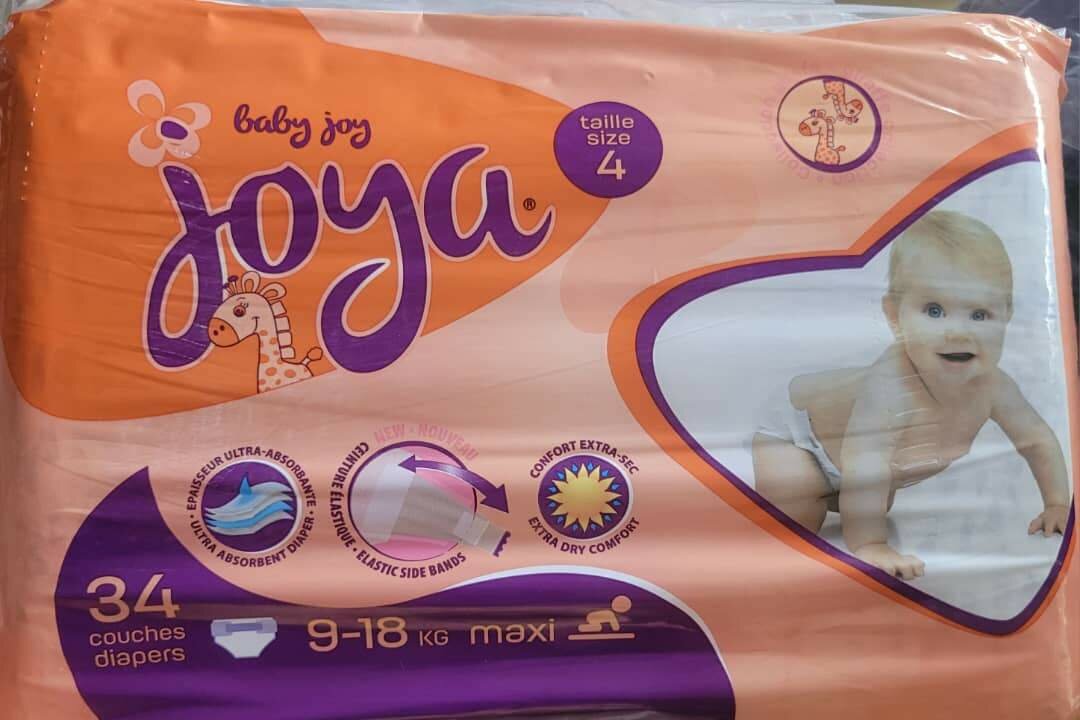 baby joy
joya®
taille
size
4
NEW • NOUVEAU
• EPAISSEUR ULTRA-ABSORBANTE •
ULTRA ABSORBENT DIAPER
CEINTURE ÉLASTIQUE • ELASTIC SIDE BANDS
CONFORT EXTRA-SEC
EXTRA DRY COMFORT
34
couches
diapers
9-18 KG maxi